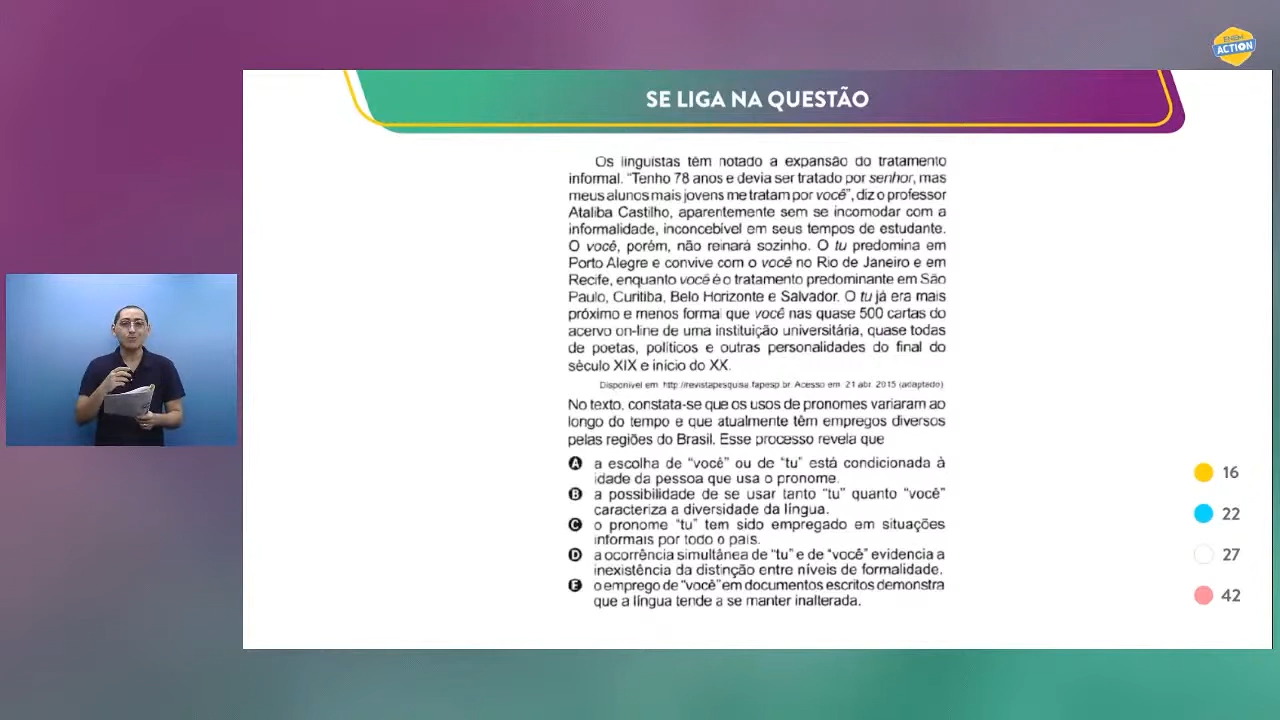 ENEM
ACTION
SE LIGA NA QUESTÃO
Os linguistas têm notado a expansão do tratamento
informal. “Tenho 78 anos e devia ser tratado por senhor, mas
meus alunos mais jovens me tratam por você”, diz o professor
Ataliba Castilho, aparentemente sem se incomodar com a
informalidade, inconcebível em seus tempos de estudante.
O você, porém, não reinará sozinho. O tu predomina em
Porto Alegre e convive com o você no Rio de Janeiro e em
Recife, enquanto você é o tratamento predominante em São
Paulo, Curitiba, Belo Horizonte e Salvador. O tu já era mais
próximo e menos formal que você nas quase 500 cartas do
acervo on-line de uma instituição universitária, quase todas
de poetas, políticos e outras personalidades do final do
século XIX e início do XX.
Disponível em: http://revistapesquisa.fapesp.br. Acesso em: 21 abr. 2015 (adaptado)
No texto, constata-se que os usos de pronomes variaram ao
longo do tempo e que atualmente têm empregos diversos
pelas regiões do Brasil. Esse processo revela que
A a escolha de “você” ou de “tu” está condicionada à
idade da pessoa que usa o pronome.
B a possibilidade de se usar tanto “tu” quanto “você”
caracteriza a diversidade da língua.
C o pronome “tu” tem sido empregado em situações
informais por todo o país.
D a ocorrência simultânea de “tu” e de “você” evidencia a
inexistência da distinção entre níveis de formalidade.
E o emprego de “você” em documentos escritos demonstra
que a língua tende a se manter inalterada.
16
22
27
42